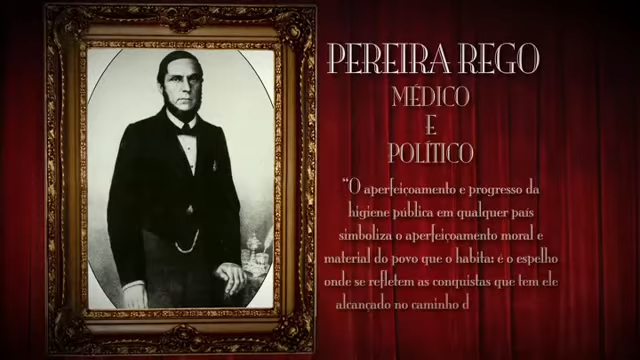 PEREIRA REGO
MÉDICO
E
POLÍTICO
“O aperfeiçoamento e progresso da
higiene pública em qualquer país
simboliza o aperfeiçoamento moral e
material do povo que o habita: é o espelho
onde se refletem as conquistas que tem ele
alcançado no caminho d